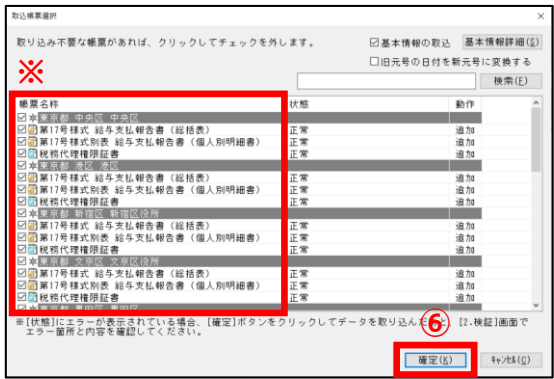 取込帳票選択
取り込み不要な帳票があれば、クリックしてチェックを外します。
基本情報の取込
基本情報詳細(S)
旧元号の日付を新元号に変換する
※
検索(F)
帳票名称 状態 動作
東京都 中央区 中央区
第17号様式 給与支払報告書（総括表） 正常 追加
第17号様式別表 給与支払報告書（個人別明細書） 正常 追加
税務代理権限証書 正常 追加
東京都 港区 港区
第17号様式 給与支払報告書（総括表） 正常 追加
第17号様式別表 給与支払報告書（個人別明細書） 正常 追加
税務代理権限証書 正常 追加
東京都 新宿区 新宿区役所
第17号様式 給与支払報告書（総括表） 正常 追加
第17号様式別表 給与支払報告書（個人別明細書） 正常 追加
税務代理権限証書 正常 追加
東京都 文京区 文京区役所
第17号様式 給与支払報告書（総括表） 正常 追加
第17号様式別表 給与支払報告書（個人別明細書） 正常 追加
税務代理権限証書 正常 追加
※[状態]にエラーが表示されている場合、[確定]ボタンをクリックしてデータを取り込んだ、[2.検証]画面で
エラー箇所と内容を確認してください。
⑥
確定(K)
ｷｬﾝｾﾙ(C)